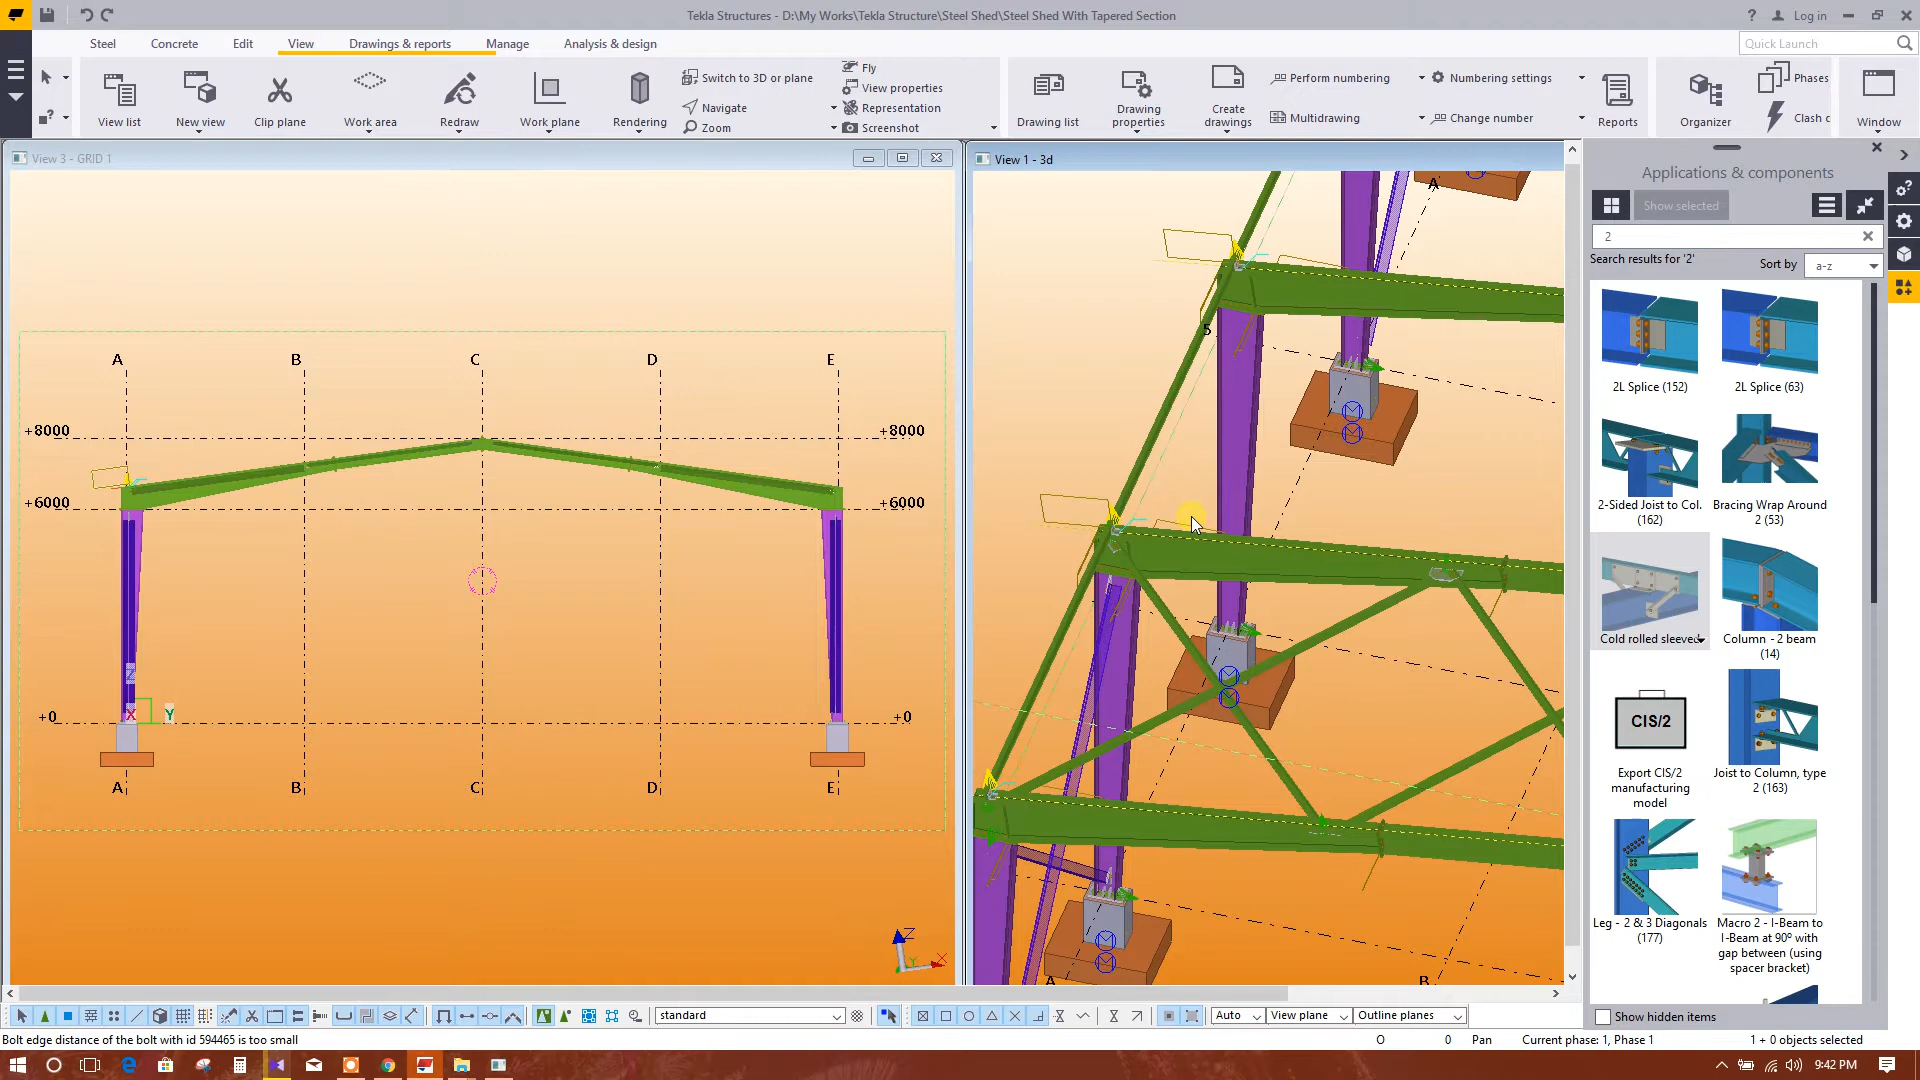 Tekla Structures - D:\My Works\Tekla Structure\Steel Shed\Steel Shed With Tapered Section
? Log in
Steel Concrete Edit View Drawings & reports Manage Analysis & design
Quick Launch
View list
New view
Clip plane
Work area
Redraw
Work plane
Rendering
Switch to 3D or plane
Navigate
Zoom
Fly
View properties
Representation
Screenshot
Drawing list
Drawing properties
Create drawings
Perform numbering
Multidrawing
Numbering settings
Change number
Reports
Organizer
Phases
Clash c
Window
View 3 - GRID 1
A B C D E
+8000 +8000
+6000 +6000
+0 +0
Z
X Y
A B C D E
Z
Y X
View 1 - 3d
A
5
A
B
Applications & components
Show selected
2
Search results for '2'
Sort by a-z
2L Splice (152)
2L Splice (63)
2-Sided Joist to Col. (162)
Bracing Wrap Around 2 (53)
Cold rolled sleeved
Column - 2 beam (14)
CIS/2
Export CIS/2 manufacturing model
Joist to Column, type 2 (163)
Leg - 2 & 3 Diagonals (177)
Macro 2 - I-Beam to I-Beam at 90º with gap between (using spacer bracket)
Show hidden items
standard
Auto
View plane
Outline planes
Bolt edge distance of the bolt with id 594465 is too small
O 0 Pan Current phase: 1, Phase 1 1 + 0 objects selected
9:42 PM